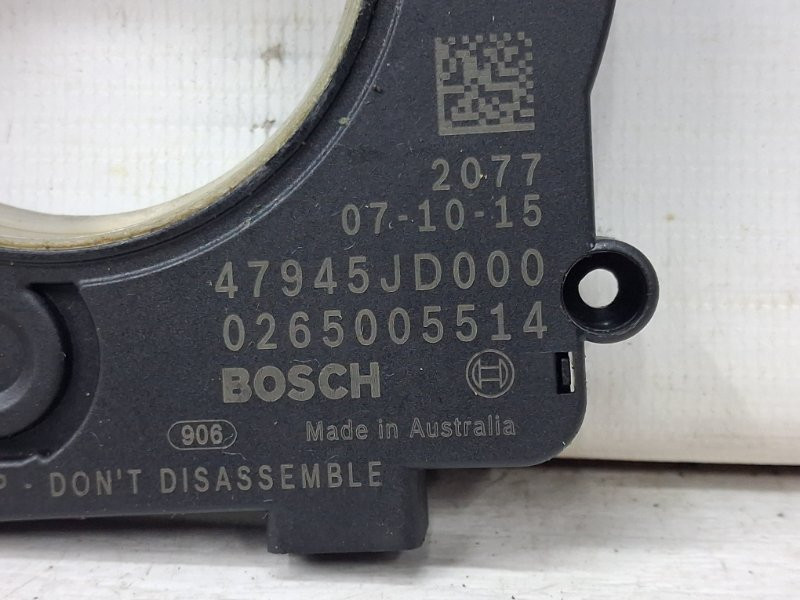 2077
07-10-15
47945JD000
0265005514
BOSCH
906 Made in Australia
- DON'T DISASSEMBLE